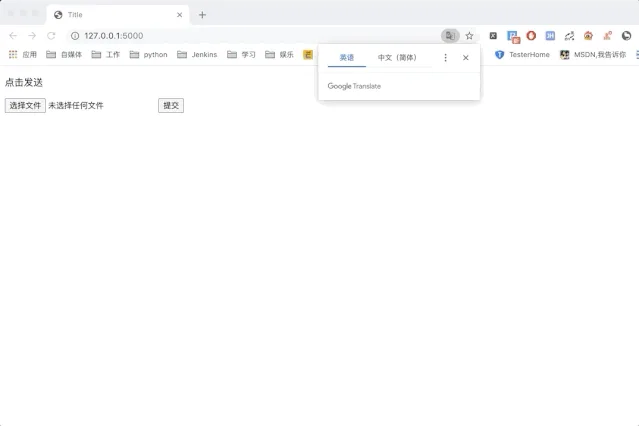 Title
127.0.0.1:5000
应用 自媒体 工作 python Jenkins 学习 娱乐 TesterHome MSDN,我告诉你
英语 中文（简体）
Google Translate
点击发送
选择文件 未选择任何文件 提交